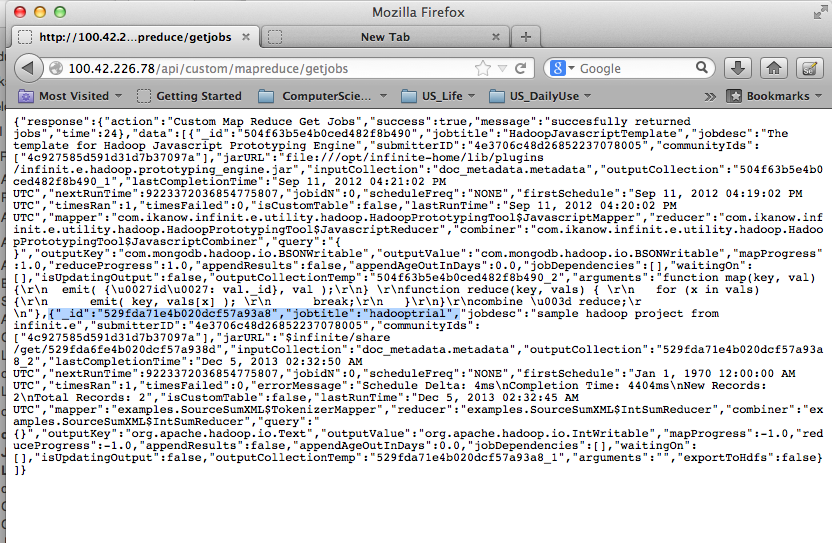 Mozilla Firefox
http://100.42.2...preduce/getjobs
New Tab
100.42.226.78/api/custom/mapreduce/getjobs
Google
Most Visited
Getting Started
ComputerScie...
US_Life
US_DailyUse
Bookmarks
{"response":{"action":"Custom Map Reduce Get Jobs","success":true,"message":"succesfully returned
jobs","time":24},"data":[{"_id":"504f63b5e4b0ced482f8b490","jobtitle":"HadoopJavascriptTemplate","jobdesc":"The
template for Hadoop Javascript Prototyping Engine","submitterID":"4e3706c48d26852237078005","communityIds":
["4c927585d591d31d7b37097a"],"jarURL":"file:///opt/infinite-home/lib/plugins
/infinit.e.hadoop.prototyping_engine.jar","inputCollection":"doc_metadata.metadata","outputCollection":"504f63b5e4b0
ced482f8b490_1","lastCompletionTime":"Sep 11, 2012 04:21:02 PM
UTC","nextRunTime":9223372036854775807,"jobidN":0,"scheduleFreq":"NONE","firstSchedule":"Sep 11, 2012 04:19:02 PM
UTC","timesRan":1,"timesFailed":0,"isCustomTable":false,"lastRunTime":"Sep 11, 2012 04:20:02 PM
UTC","mapper":"com.ikanow.infinit.e.utility.hadoop.HadoopPrototypingTool$JavascriptMapper","reducer":"com.ikanow.inf
init.e.utility.hadoop.HadoopPrototypingTool$JavascriptReducer","combiner":"com.ikanow.infinit.e.utility.hadoop.Hado
opPrototypingTool$JavascriptCombiner","query":"{
}","outputKey":"com.mongodb.hadoop.io.BSONWritable","outputValue":"com.mongodb.hadoop.io.BSONWritable","mapProgress"
:1.0,"reduceProgress":1.0,"appendResults":false,"appendAgeOutInDays":0.0,"jobDependencies":[],"waitingOn":
[],"isUpdatingOutput":false,"outputCollectionTemp":"504f63b5e4b0ced482f8b490_2","arguments":"function map(key, val)
{\r\n  emit( {\u0027id\u0027: val._id}, val );\r\n} \r\nfunction reduce(key, vals) { \r\n   for (x in vals)
{\r\n      emit( key, vals[x] ); \r\n      break;\r\n   }\r\n}\r\ncombine \u003d reduce;\r
\n"},{"_id":"529fda71e4b020dcf57a93a8","jobtitle":"hadooptrial","jobdesc":"sample hadoop project from
infinit.e","submitterID":"4e3706c48d26852237078005","communityIds":
["4c927585d591d31d7b37097a"],"jarURL":"$infinite/share
/get/529fda6fe4b020dcf57a938d","inputCollection":"doc_metadata.metadata","outputCollection":"529fda71e4b020dcf57a93a
8_2","lastCompletionTime":"Dec 5, 2013 02:32:50 AM
UTC","nextRunTime":9223372036854775807,"jobidN":0,"scheduleFreq":"NONE","firstSchedule":"Jan 1, 1970 12:00:00 AM
UTC","timesRan":1,"timesFailed":0,"errorMessage":"Schedule Delta: 4ms\nCompletion Time: 4404ms\nNew Records:
2\nTotal Records: 2","isCustomTable":false,"lastRunTime":"Dec 5, 2013 02:32:45 AM
UTC","mapper":"examples.SourceSumXML$TokenizerMapper","reducer":"examples.SourceSumXML$IntSumReducer","combiner":"ex
amples.SourceSumXML$IntSumReducer","query":"
{}","outputKey":"org.apache.hadoop.io.Text","outputValue":"org.apache.hadoop.io.IntWritable","mapProgress":-1.0,"red
uceProgress":-1.0,"appendResults":false,"appendAgeOutInDays":0.0,"jobDependencies":[],"waitingOn":
[],"isUpdatingOutput":false,"outputCollectionTemp":"529fda71e4b020dcf57a93a8_1","arguments":"","exportToHdfs":false}
]}